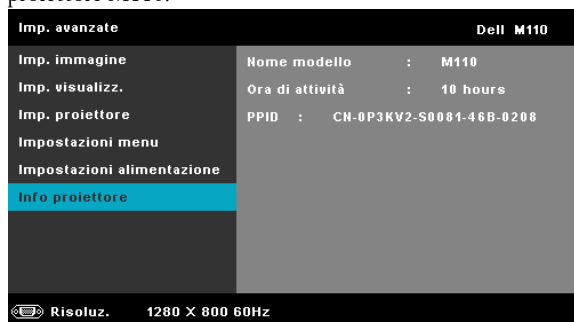 Imp. avanzate Dell M110
Imp. immagine
Imp. visualizz.
Imp. proiettore
Impostazioni menu
Impostazioni alimentazione
Info proiettore
Nome modello : M110
Ora di attività : 10 hours
PPID : CN-0P3KV2-S0081-46B-0208
Risoluz. 1280 X 800 60Hz